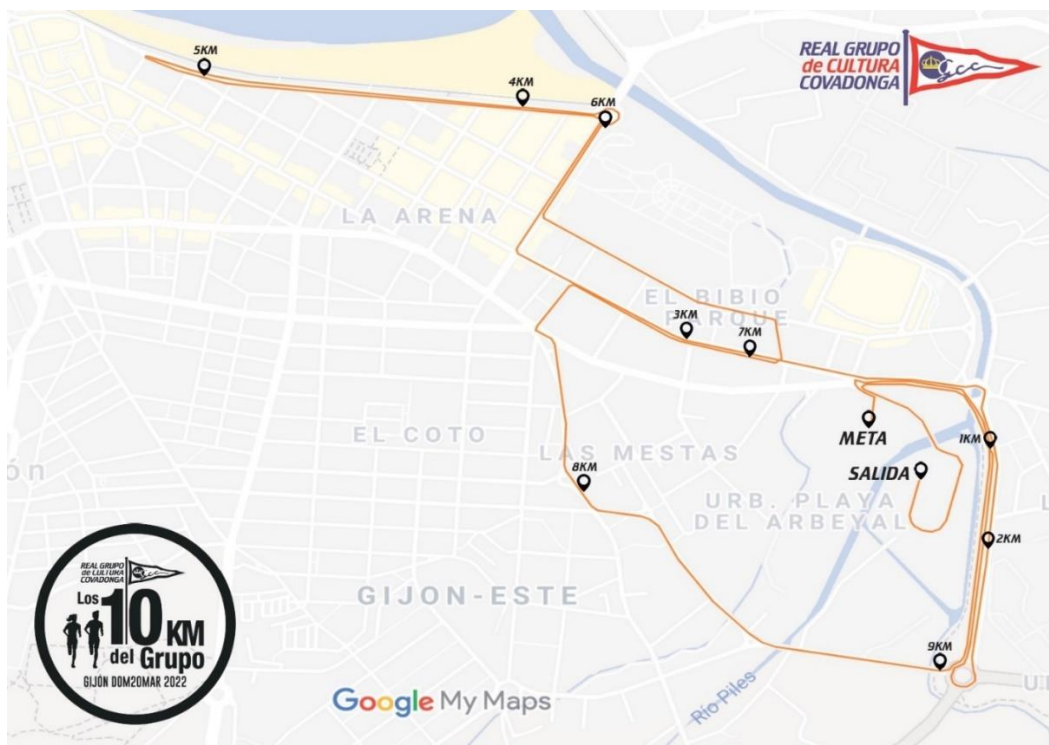 REAL GRUPO
de CULTURA
COVADONGA
gcc
5KM
4KM
6KM
LA ARENA
EL BIBIO
PARQUE
3KM
7KM
META
1KM
EL COTO
LAS MESTAS
SALIDA
8KM
URB. PLAYA
DEL ARBEYAL
2KM
GIJON-ESTE
9KM
Río Piles
REAL GRUPO
de CULTURA
COVADONGA
gcc
Los 10 KM
del Grupo
GIJÓN DOM20MAR 2022
Google My Maps